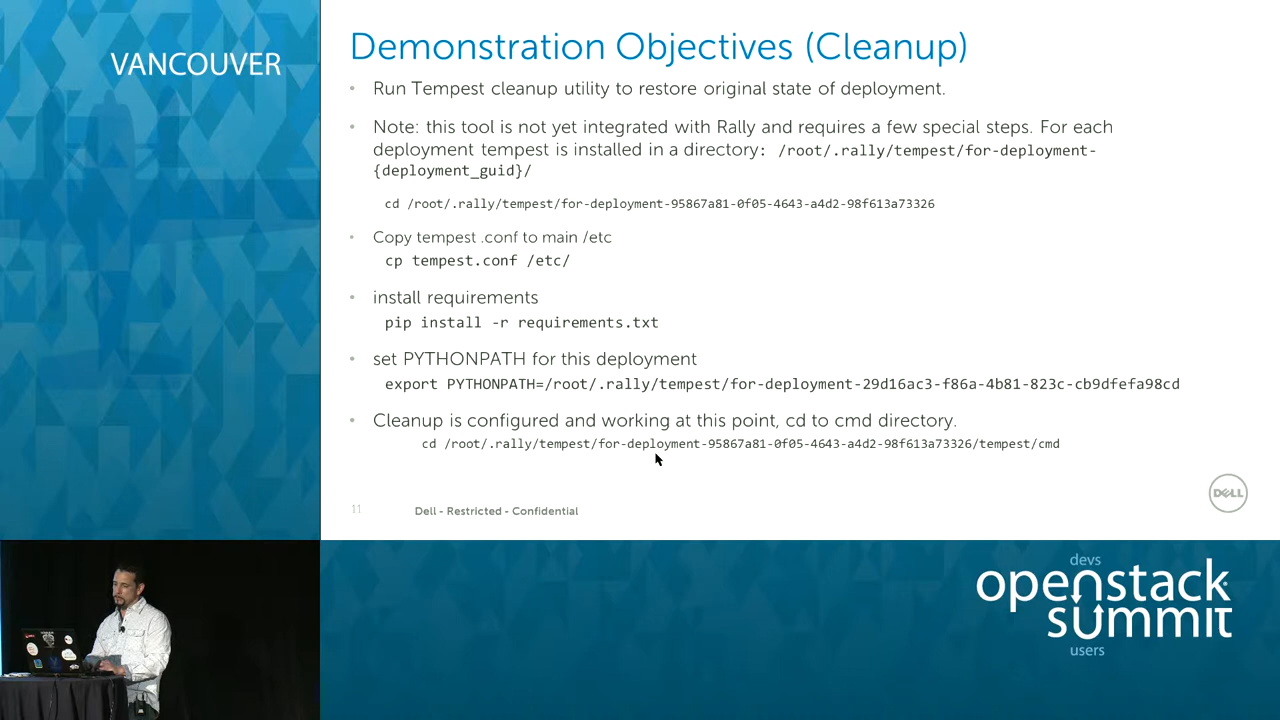 VANCOUVER
Demonstration Objectives (Cleanup)
• Run Tempest cleanup utility to restore original state of deployment.
• Note: this tool is not yet integrated with Rally and requires a few special steps. For each
deployment tempest is installed in a directory: /root/.rally/tempest/for-deployment-
{deployment_guid}/
cd /root/.rally/tempest/for-deployment-95867a81-0f05-4643-a4d2-98f613a73326
• Copy tempest .conf to main /etc
cp tempest.conf /etc/
• install requirements
pip install -r requirements.txt
• set PYTHONPATH for this deployment
export PYTHONPATH=/root/.rally/tempest/for-deployment-29d16ac3-f86a-4b81-823c-cb9dfefa98cd
• Cleanup is configured and working at this point, cd to cmd directory.
cd /root/.rally/tempest/for-deployment-95867a81-0f05-4643-a4d2-98f613a73326/tempest/cmd
11
Dell - Restricted - Confidential
DELL
devs
openstack
summit
users